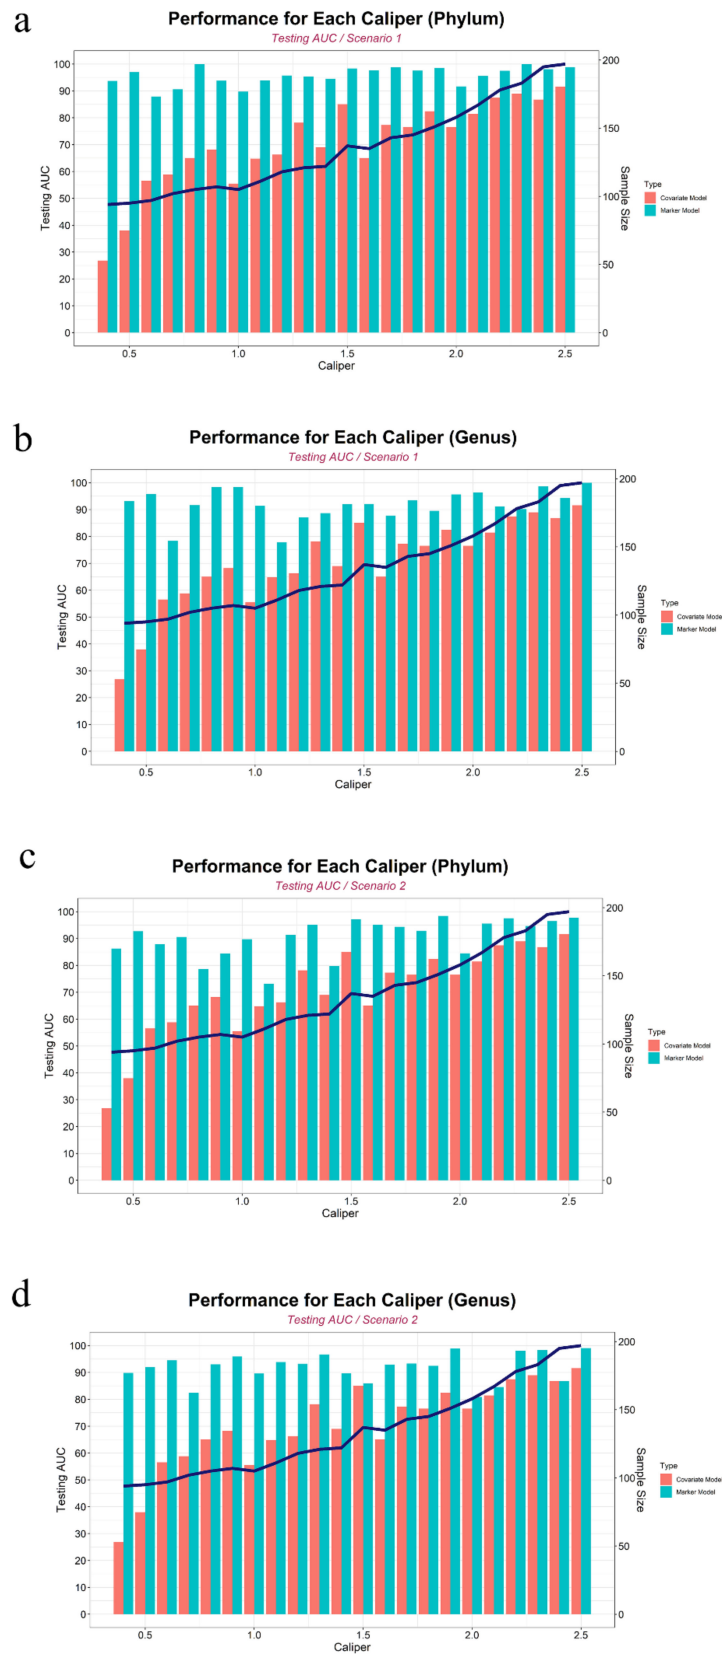 a
Performance for Each Caliper (Phylum)
Testing AUC / Scenario 1
100
90
80
70
60
50
40
30
20
10
0
Testing AUC
200
150
100
50
0
Sample Size
0.5 1.0 1.5 2.0 2.5
Caliper
Type
Covariate Model
Marker Model
b
Performance for Each Caliper (Genus)
Testing AUC / Scenario 1
100
90
80
70
60
50
40
30
20
10
0
Testing AUC
200
150
100
50
0
Sample Size
0.5 1.0 1.5 2.0 2.5
Caliper
Type
Covariate Mode
Marker Model
c
Performance for Each Caliper (Phylum)
Testing AUC / Scenario 2
100
90
80
70
60
50
40
30
20
10
0
Testing AUC
200
150
100
50
0
Sample Size
0.5 1.0 1.5 2.0 2.5
Caliper
Type
Covariate Model
Marker Model
d
Performance for Each Caliper (Genus)
Testing AUC / Scenario 2
100
90
80
70
60
50
40
30
20
10
0
Testing AUC
200
150
100
50
0
Sample Size
0.5 1.0 1.5 2.0 2.5
Caliper
Type
Covariate Mode
Marker Model